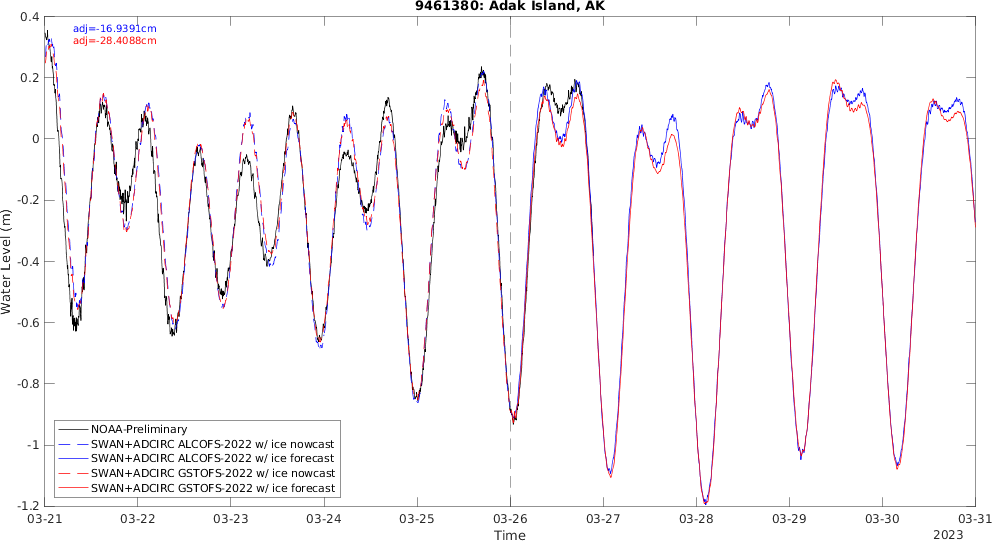 9461380: Adak Island, AK
adj=-16.9391cm
adj=-28.4088cm
0.4
0.2
0
-0.2
-0.4
-0.6
-0.8
-1
-1.2
Water Level (m)
NOAA-Preliminary
SWAN+ADCIRC ALCOFS-2022 w/ ice nowcast
SWAN+ADCIRC ALCOFS-2022 w/ ice forecast
SWAN+ADCIRC GSTOFS-2022 w/ ice nowcast
SWAN+ADCIRC GSTOFS-2022 w/ ice forecast
03-21 03-22 03-23 03-24 03-25 03-26 03-27 03-28 03-29 03-30 03-31
Time
2023